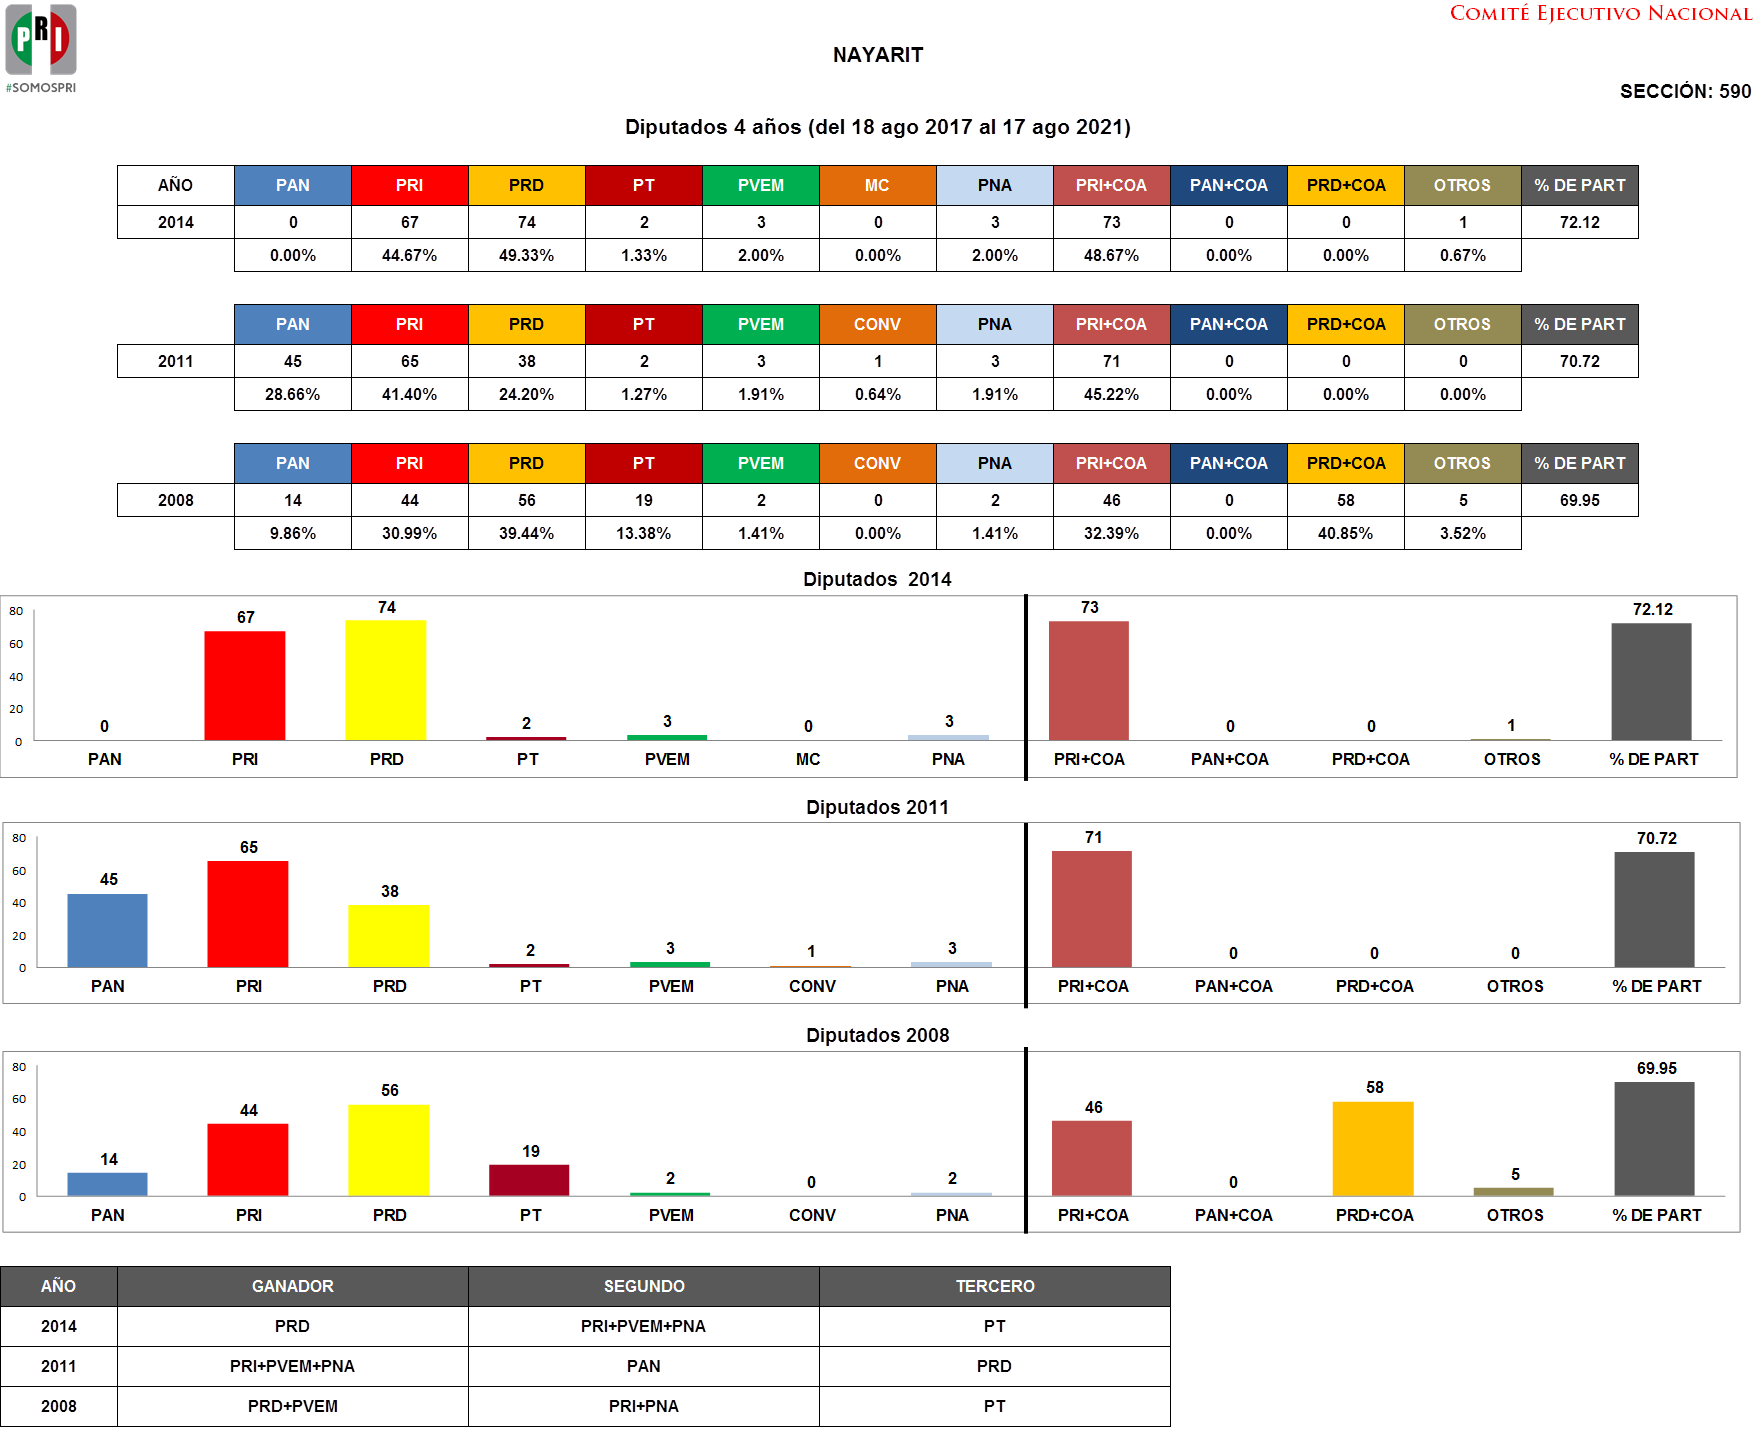 PRI
#SOMOSPRI
COMITÉ EJECUTIVO NACIONAL
NAYARIT
SECCIÓN: 590
Diputados 4 años (del 18 ago 2017 al 17 ago 2021)
AÑO PAN PRI PRD PT PVEM MC PNA PRI+COA PAN+COA PRD+COA OTROS % DE PART
2014 0 67 74 2 3 0 3 73 0 0 1 72.12
0.00% 44.67% 49.33% 1.33% 2.00% 0.00% 2.00% 48.67% 0.00% 0.00% 0.67%
PAN PRI PRD PT PVEM CONV PNA PRI+COA PAN+COA PRD+COA OTROS % DE PART
2011 45 65 38 2 3 1 3 71 0 0 0 70.72
28.66% 41.40% 24.20% 1.27% 1.91% 0.64% 1.91% 45.22% 0.00% 0.00% 0.00%
PAN PRI PRD PT PVEM CONV PNA PRI+COA PAN+COA PRD+COA OTROS % DE PART
2008 14 44 56 19 2 0 2 46 0 58 5 69.95
9.86% 30.99% 39.44% 13.38% 1.41% 0.00% 1.41% 32.39% 0.00% 40.85% 3.52%
Diputados 2014
80
60
40
20
0
0 67 74 2 3 0 3 73 0 0 1 72.12
PAN PRI PRD PT PVEM MC PNA PRI+COA PAN+COA PRD+COA OTROS % DE PART
Diputados 2011
80
60
40
20
0
45 65 38 2 3 1 3 71 0 0 0 70.72
PAN PRI PRD PT PVEM CONV PNA PRI+COA PAN+COA PRD+COA OTROS % DE PART
Diputados 2008
80
60
40
20
0
14 44 56 19 2 0 2 46 0 58 5 69.95
PAN PRI PRD PT PVEM CONV PNA PRI+COA PAN+COA PRD+COA OTROS % DE PART
AÑO GANADOR SEGUNDO TERCERO
2014 PRD PRI+PVEM+PNA PT
2011 PRI+PVEM+PNA PAN PRD
2008 PRD+PVEM PRI+PNA PT